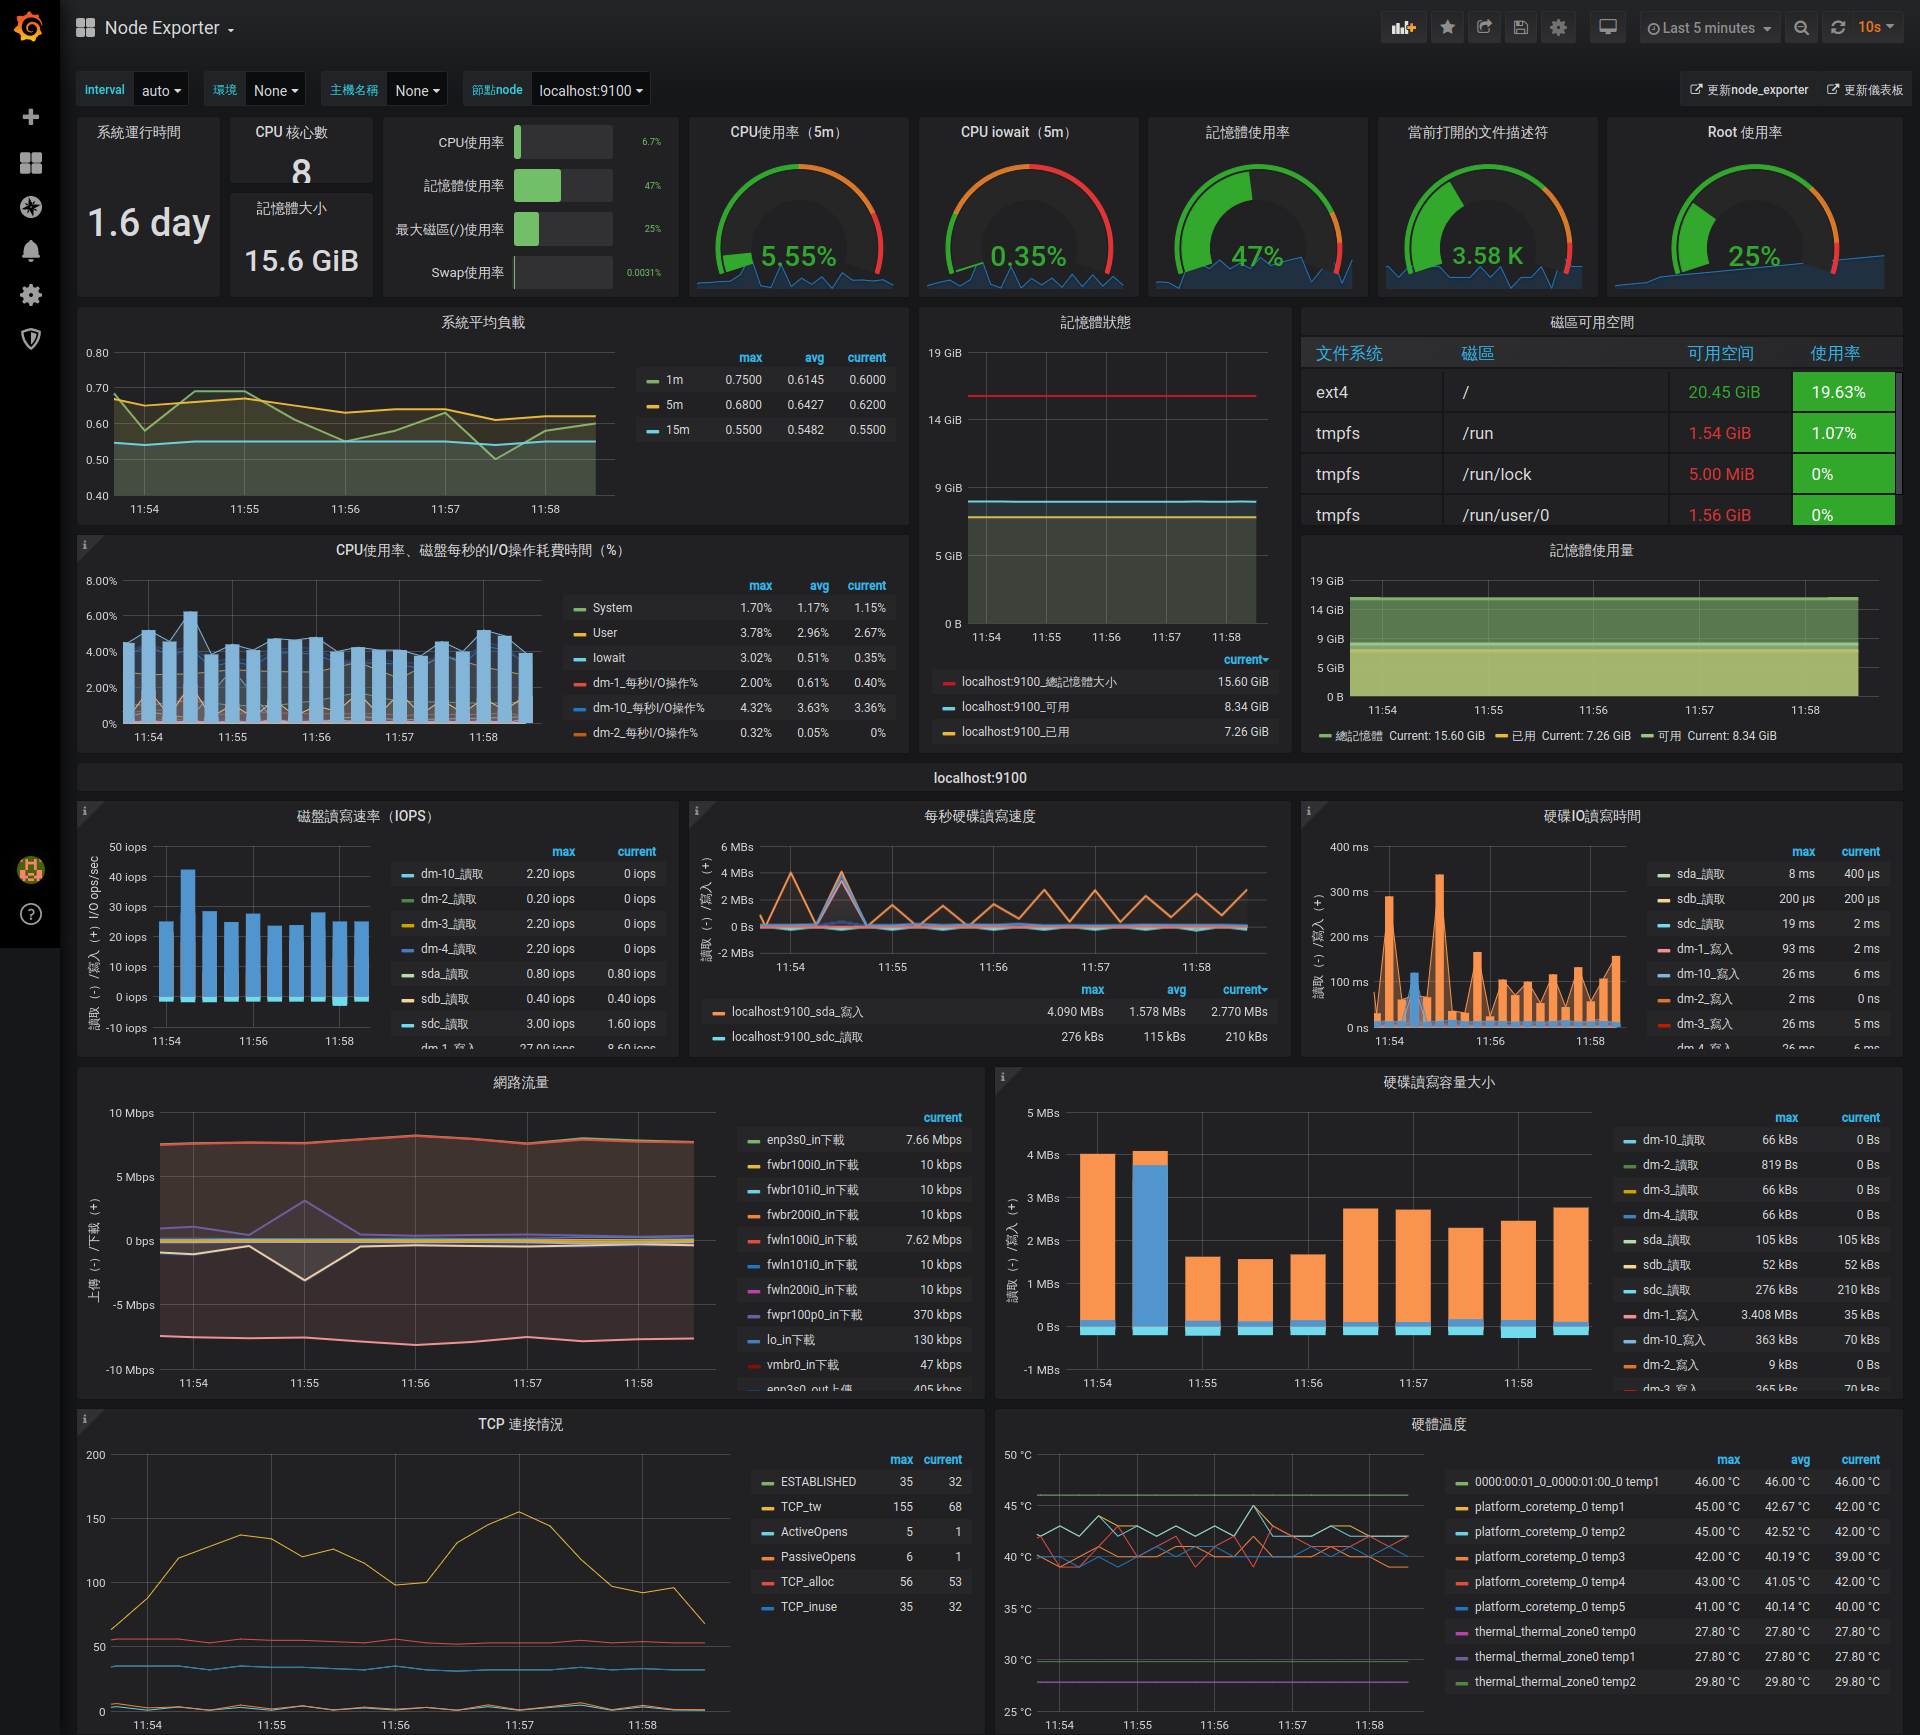 Node Exporter
Last 5 minutes
10s
interval auto 環境 None 主機名稱 None 節點node localhost:9100
更新node_exporter 更新儀表板
系統運行時間
1.6 day
CPU 核心數
8
記憶體大小
15.6 GiB
CPU使用率 6.7%
記憶體使用率 47%
最大磁區(/)使用率 25%
Swap使用率 0.0031%
CPU使用率（5m）
5.55%
CPU iowait（5m）
0.35%
記憶體使用率
47%
當前打開的文件描述符
3.58 K
Root 使用率
25%
系統平均負載
0.80
0.70
0.60
0.50
0.40
11:54 11:55 11:56 11:57 11:58
max avg current
1m 0.7500 0.6145 0.6000
5m 0.6800 0.6427 0.6200
15m 0.5500 0.5482 0.5500
記憶體狀態
19 GiB
14 GiB
9 GiB
5 GiB
0 B
11:54 11:55 11:56 11:57 11:58
current
localhost:9100_總記憶體大小 15.60 GiB
localhost:9100_可用 8.34 GiB
localhost:9100_已用 7.26 GiB
磁區可用空間
文件系统 磁區 可用空间 使用率
ext4 / 20.45 GiB 19.63%
tmpfs /run 1.54 GiB 1.07%
tmpfs /run/lock 5.00 MiB 0%
tmpfs /run/user/0 1.56 GiB 0%
CPU使用率、磁盤每秒的I/O操作耗費時間（%）
8.00%
6.00%
4.00%
2.00%
0%
11:54 11:55 11:56 11:57 11:58
max avg current
System 1.70% 1.17% 1.15%
User 3.78% 2.96% 2.67%
Iowait 3.02% 0.51% 0.35%
dm-1_每秒I/O操作% 2.00% 0.61% 0.40%
dm-10_每秒I/O操作% 4.32% 3.63% 3.36%
dm-2_每秒I/O操作% 0.32% 0.05% 0%
記憶體使用量
19 GiB
14 GiB
9 GiB
5 GiB
0 B
11:54 11:55 11:56 11:57 11:58
總記憶體 Current: 15.60 GiB 已用 Current: 7.26 GiB 可用 Current: 8.34 GiB
localhost:9100
磁盤讀寫速率（IOPS）
讀取（-）/寫入（+）I/O ops/sec
50 iops
40 iops
30 iops
20 iops
10 iops
0 iops
-10 iops
11:54 11:56 11:58
max current
dm-10_讀取 2.20 iops 0 iops
dm-2_讀取 0.20 iops 0 iops
dm-3_讀取 2.20 iops 0 iops
dm-4_讀取 2.20 iops 0 iops
sda_讀取 0.80 iops 0.80 iops
sdb_讀取 0.40 iops 0.40 iops
sdc_讀取 3.00 iops 1.60 iops
dm-1_寫入 27.00 iops 8.60 iops
每秒硬碟讀寫速度
讀取（-）/寫入（+）
6 MBs
4 MBs
2 MBs
0 Bs
-2 MBs
11:54 11:55 11:56 11:57 11:58
max avg current
localhost:9100_sda_寫入 4.090 MBs 1.578 MBs 2.770 MBs
localhost:9100_sdc_讀取 276 kBs 115 kBs 210 kBs
硬碟IO讀寫時間
讀取（-）/寫入（+）
400 ms
300 ms
200 ms
100 ms
0 ns
11:54 11:56 11:58
max current
sda_讀取 8 ms 400 µs
sdb_讀取 200 µs 200 µs
sdc_讀取 19 ms 2 ms
dm-1_寫入 93 ms 2 ms
dm-10_寫入 26 ms 6 ms
dm-2_寫入 2 ms 0 ns
dm-3_寫入 26 ms 5 ms
dm-4_寫入 26 ms 6 ms
網路流量
上傳（-）/下載（+）
10 Mbps
5 Mbps
0 bps
-5 Mbps
-10 Mbps
11:54 11:55 11:56 11:57 11:58
current
enp3s0_in下載 7.66 Mbps
fwbr100i0_in下載 10 kbps
fwbr101i0_in下載 10 kbps
fwbr200i0_in下載 10 kbps
fwln100i0_in下載 7.62 Mbps
fwln101i0_in下載 10 kbps
fwln200i0_in下載 10 kbps
fwpr100p0_in下載 370 kbps
lo_in下載 130 kbps
vmbr0_in下載 47 kbps
enp3s0_out上傳 405 kbps
硬碟讀寫容量大小
讀取（-）/寫入（+）
5 MBs
4 MBs
3 MBs
2 MBs
1 MBs
0 Bs
-1 MBs
11:54 11:55 11:56 11:57 11:58
max current
dm-10_讀取 66 kBs 0 Bs
dm-2_讀取 819 Bs 0 Bs
dm-3_讀取 66 kBs 0 Bs
dm-4_讀取 66 kBs 0 Bs
sda_讀取 105 kBs 105 kBs
sdb_讀取 52 kBs 52 kBs
sdc_讀取 276 kBs 210 kBs
dm-1_寫入 3.408 MBs 35 kBs
dm-10_寫入 363 kBs 70 kBs
dm-2_寫入 9 kBs 0 Bs
dm-3_寫入 365 kBs 70 kBs
TCP 連接情況
200
150
100
50
0
11:54 11:55 11:56 11:57 11:58
max current
ESTABLISHED 35 32
TCP_tw 155 68
ActiveOpens 5 1
PassiveOpens 6 1
TCP_alloc 56 53
TCP_inuse 35 32
硬體温度
50 °C
45 °C
40 °C
35 °C
30 °C
25 °C
11:54 11:55 11:56 11:57 11:58
max avg current
0000:00:01_0_0000:01:00_0 temp1 46.00 °C 46.00 °C 46.00 °C
platform_coretemp_0 temp1 45.00 °C 42.67 °C 42.00 °C
platform_coretemp_0 temp2 45.00 °C 42.52 °C 42.00 °C
platform_coretemp_0 temp3 42.00 °C 40.19 °C 39.00 °C
platform_coretemp_0 temp4 43.00 °C 41.05 °C 42.00 °C
platform_coretemp_0 temp5 41.00 °C 40.14 °C 40.00 °C
thermal_thermal_zone0 temp0 27.80 °C 27.80 °C 27.80 °C
thermal_thermal_zone0 temp1 27.80 °C 27.80 °C 27.80 °C
thermal_thermal_zone0 temp2 29.80 °C 29.80 °C 29.80 °C